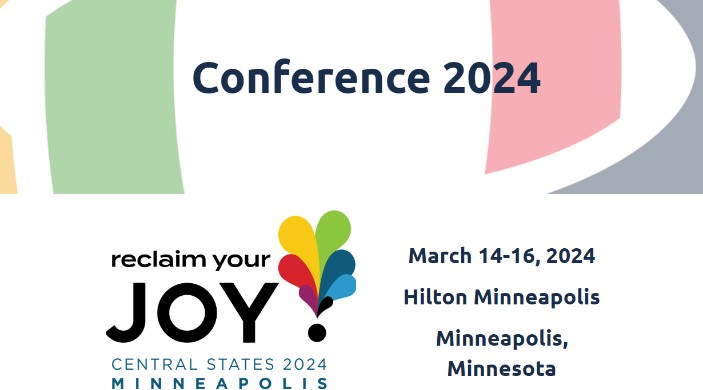 Conference 2024
reclaim your
JOY!
CENTRAL STATES 2024
MINNEAPOLIS
March 14-16, 2024
Hilton Minneapolis
Minneapolis,
Minnesota